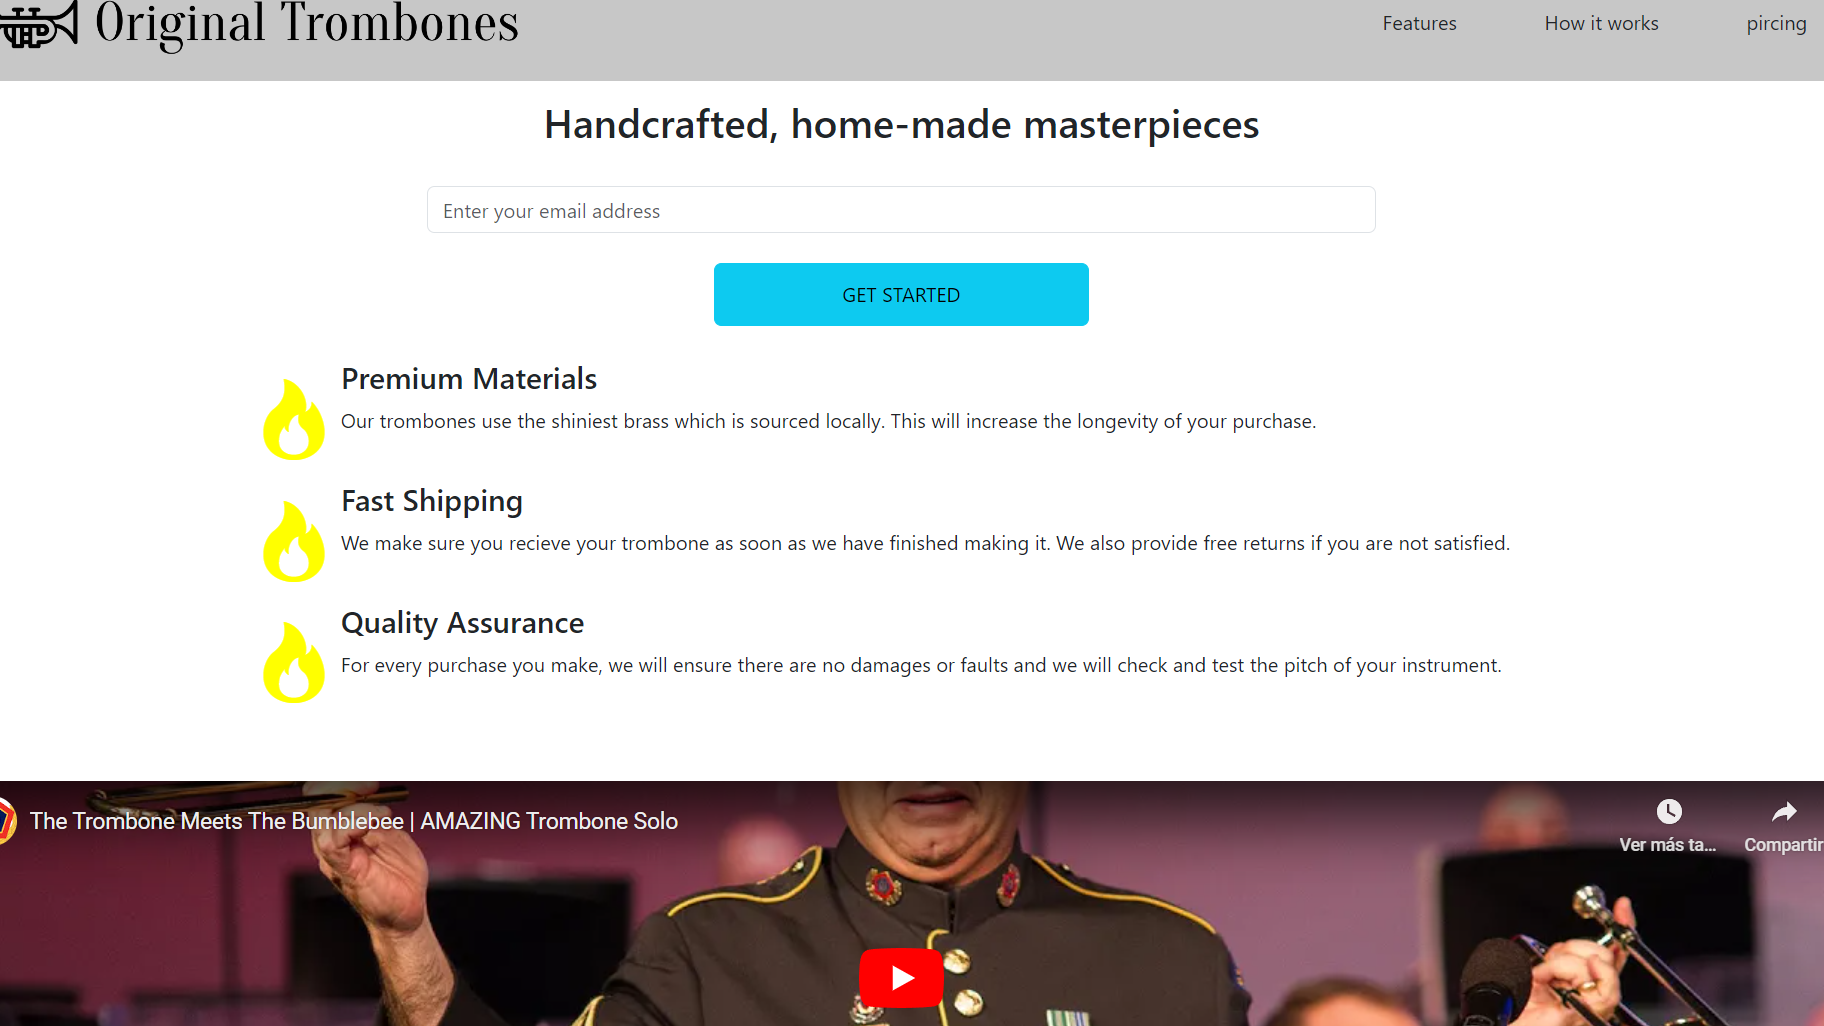 Original Trombones
Features
How it works
pircing
Handcrafted, home-made masterpieces
Enter your email address
GET STARTED
Premium Materials
Our trombones use the shiniest brass which is sourced locally. This will increase the longevity of your purchase.
Fast Shipping
We make sure you recieve your trombone as soon as we have finished making it. We also provide free returns if you are not satisfied.
Quality Assurance
For every purchase you make, we will ensure there are no damages or faults and we will check and test the pitch of your instrument.
The Trombone Meets The Bumblebee | AMAZING Trombone Solo
Ver más ta...
Compartir